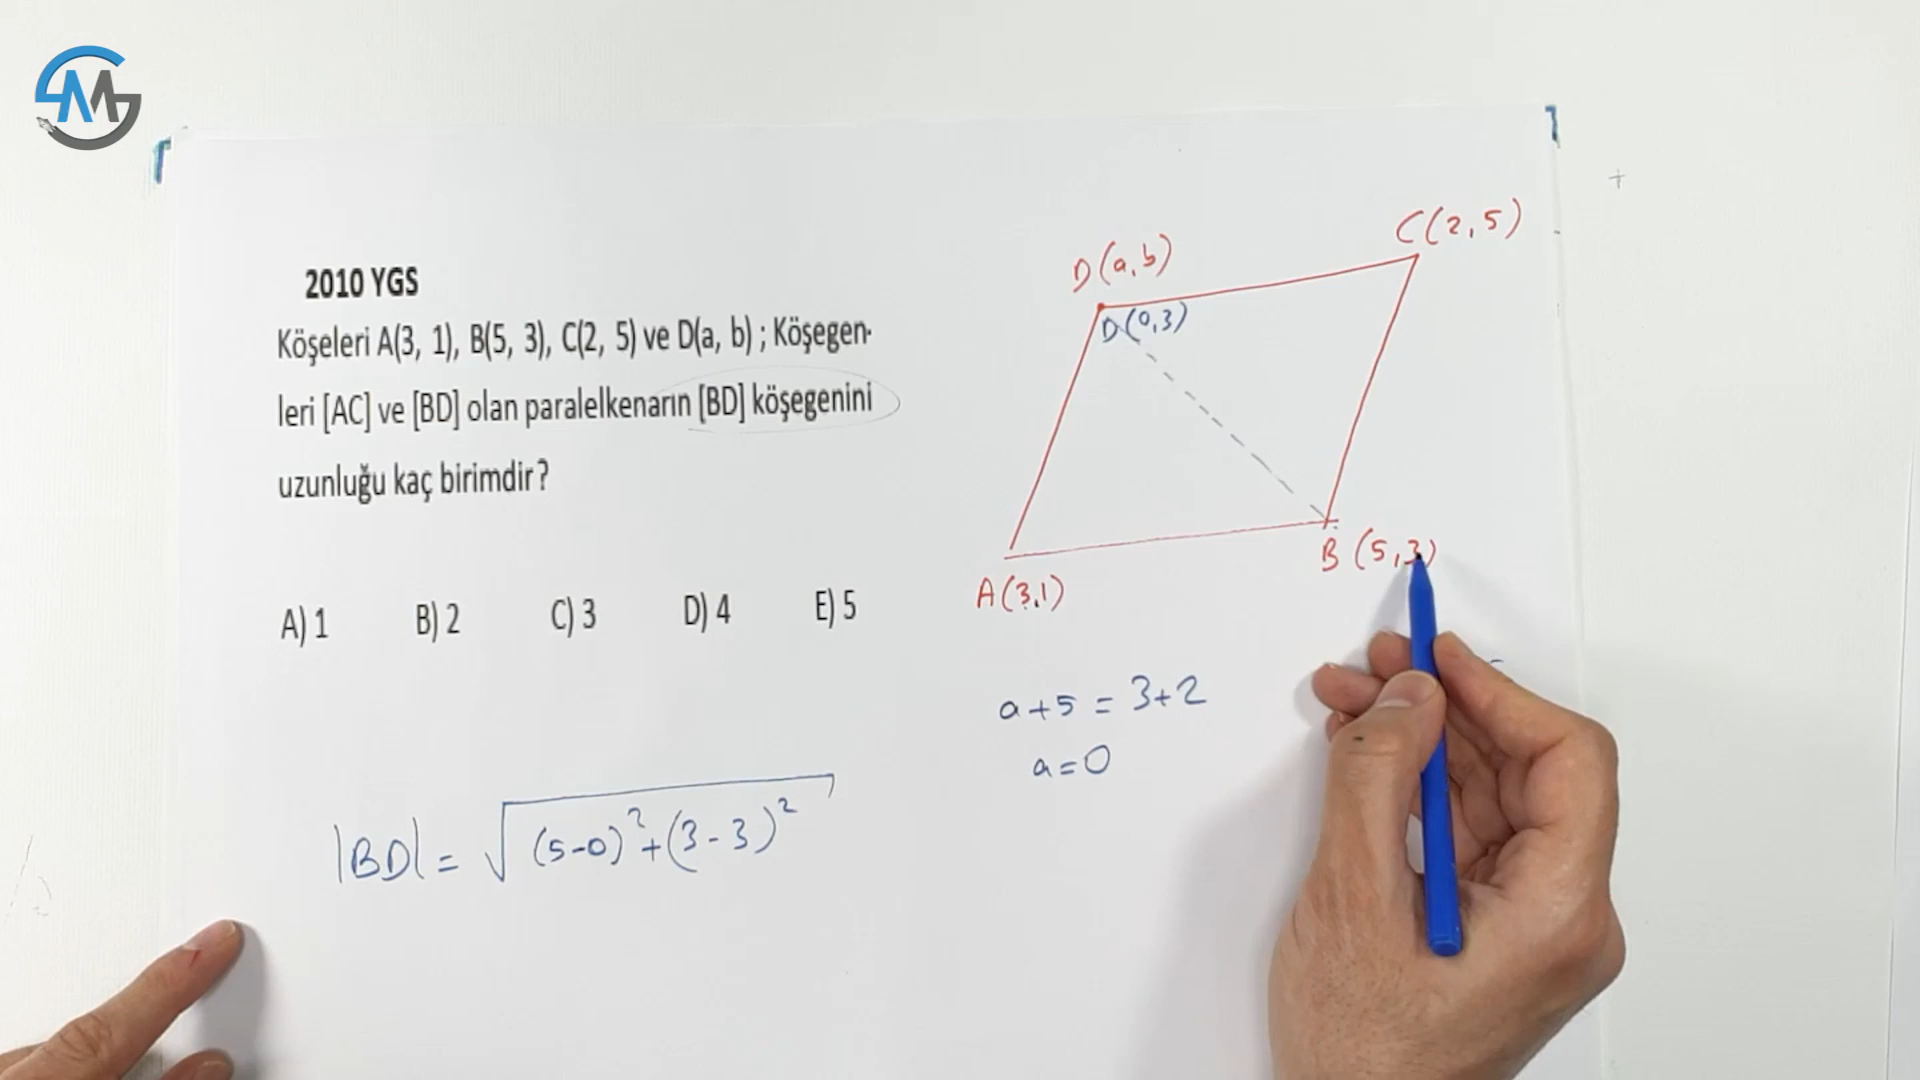 2010 YGS
Köşeleri A(3, 1), B(5, 3), C(2, 5) ve D(a, b) ; Köşegen-
leri [AC] ve [BD] olan paralelkenarın [BD] köşegenini
uzunluğu kaç birimdir?
A) 1 B) 2 C) 3 D) 4 E) 5
|BD| = √(5-0)² + (3-3)²
D(a,b)
C(2,5)
D(0,3)
A(3,1)
B(5,3)
a+5 = 3+2
a=0